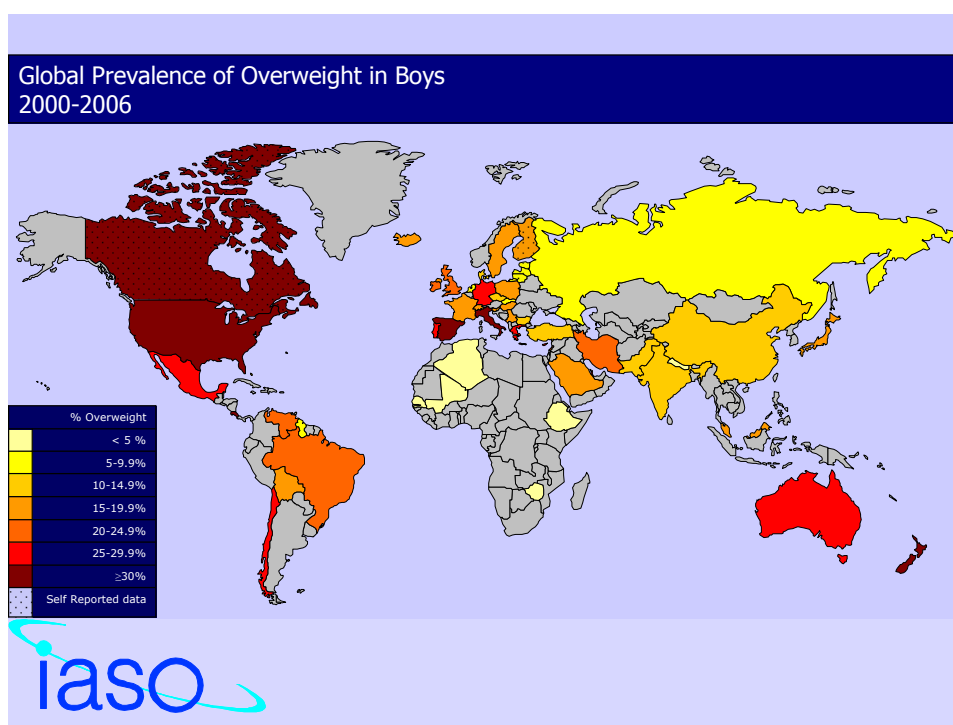 Global Prevalence of Overweight in Boys
2000-2006
% Overweight
< 5 %
5-9.9%
10-14.9%
15-19.9%
20-24.9%
25-29.9%
≥30%
Self Reported data
iaso